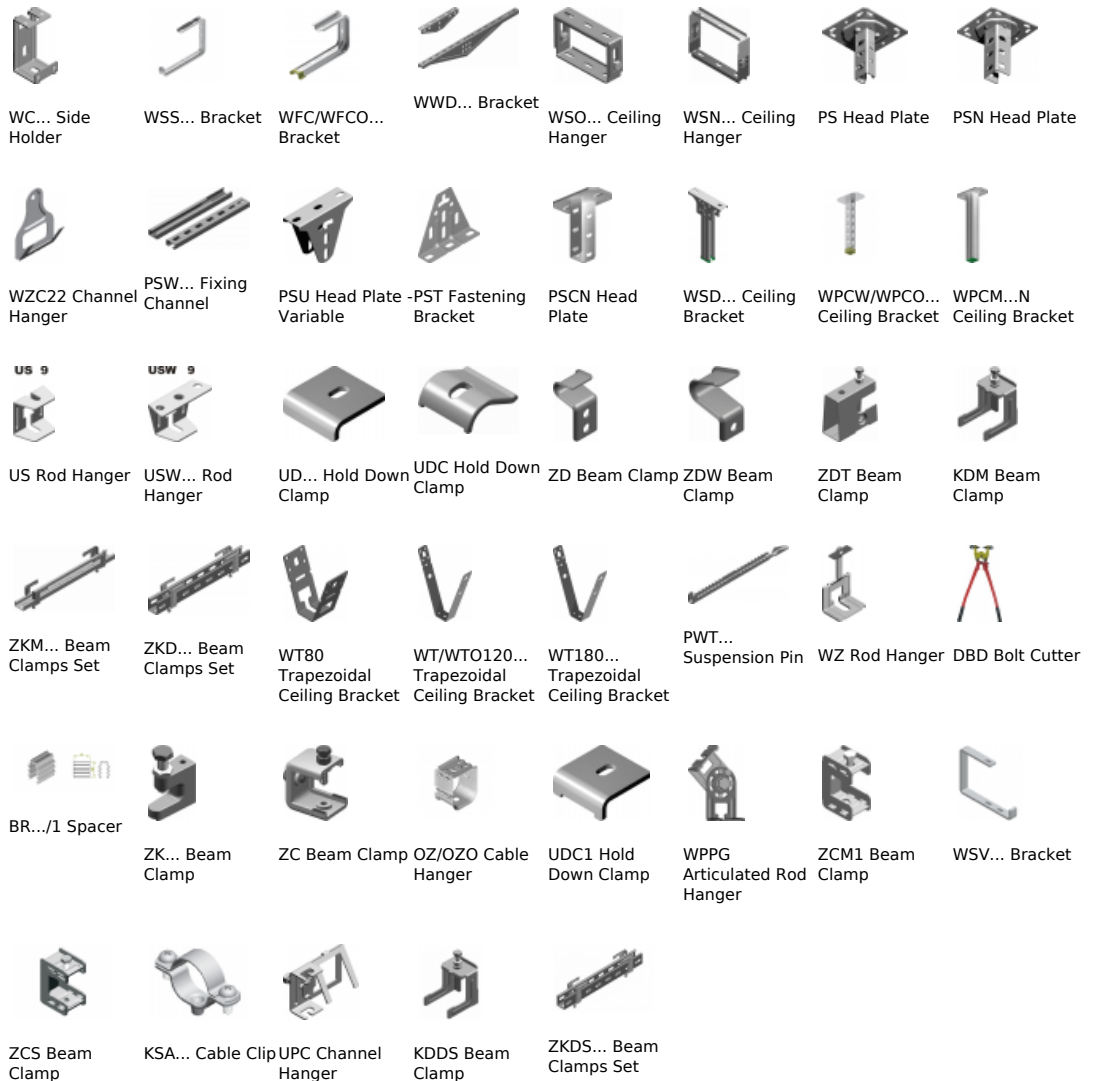 WC... Side
Holder
WSS... Bracket
WFC/WFCO...
Bracket
WWD... Bracket
WSO... Ceiling
Hanger
WSN... Ceiling
Hanger
PS Head Plate
PSN Head Plate
WZC22 Channel
Hanger
PSW... Fixing
Channel
PSU Head Plate -
Variable
PST Fastening
Bracket
PSCN Head
Plate
WSD... Ceiling
Bracket
WPCW/WPCO...
Ceiling Bracket
WPCM...N
Ceiling Bracket
US 9
US Rod Hanger
USW 9
USW... Rod
Hanger
UD... Hold Down
Clamp
UDC Hold Down
Clamp
ZD Beam Clamp
ZDW Beam
Clamp
ZDT Beam
Clamp
KDM Beam
Clamp
ZKM... Beam
Clamps Set
ZKD... Beam
Clamps Set
WT80
Trapezoidal
Ceiling Bracket
WT/WTO120...
Trapezoidal
Ceiling Bracket
WT180...
Trapezoidal
Ceiling Bracket
PWT...
Suspension Pin
WZ Rod Hanger
DBD Bolt Cutter
BR.../1 Spacer
ZK... Beam
Clamp
ZC Beam Clamp
OZ/OZO Cable
Hanger
UDC1 Hold
Down Clamp
WPPG
Articulated Rod
Hanger
ZCM1 Beam
Clamp
WSV... Bracket
ZCS Beam
Clamp
KSA... Cable Clip
UPC Channel
Hanger
KDDS Beam
Clamp
ZKDS... Beam
Clamps Set